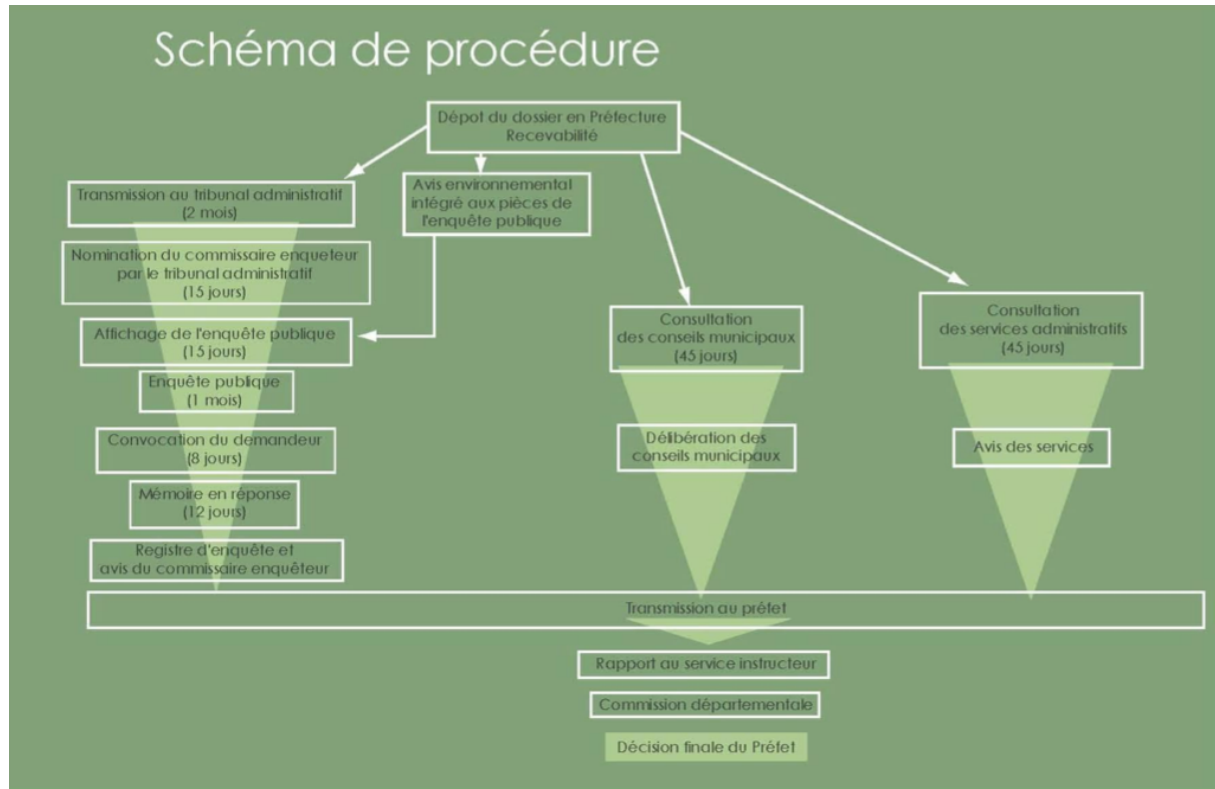 Schéma de procédure
Dépot du dossier en Préfecture
Recevabilité
Transmission au tribunal administratif
(2 mois)
Avis environnemental
intégré aux pièces de
l'enquête publique
Nomination du commissaire enqueteur
par le tribunal administratif
(15 jours)
Affichage de l'enquête publique
(15 jours)
Enquête publique
(1 mois)
Convocation du demandeur
(8 jours)
Mémoire en réponse
(12 jours)
Registre d'enquête et
avis du commissaire enquêteur
Consultation
des conseils municipaux
(45 jours)
Délibération des
conseils municipaux
Consultation
des services administratifs
(45 jours)
Avis des services
Transmission au préfet
Rapport au service instructeur
Commission départementale
Décision finale du Préfet